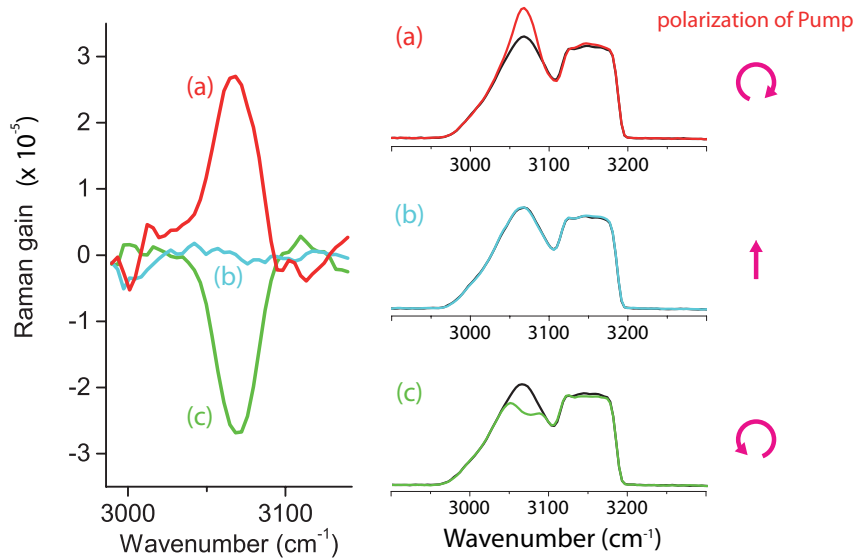 Raman gain (x 10⁻⁵)
3
2
1
0
-1
-2
-3
(a)
(b)
(c)
3000 3100
Wavenumber (cm⁻¹)
polarization of Pump
(a)
3000 3100 3200
(b)
3000 3100 3200
(c)
3000 3100 3200
Wavenumber (cm⁻¹)